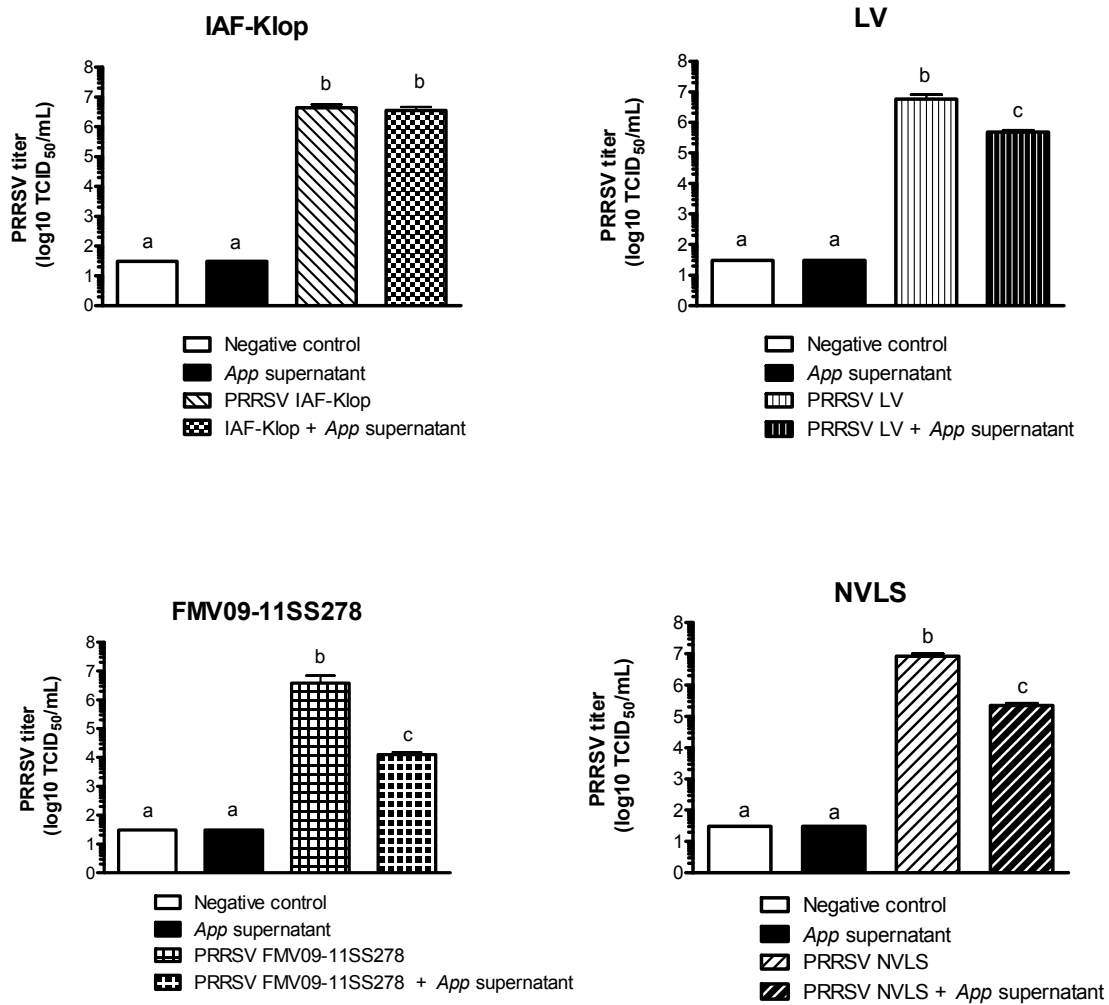 IAF-Klop
PRRSV titer
(log10 TCID50/mL)
8
7
6
5
4
3
2
1
0
a
a
b
b
Negative control
App supernatant
PRRSV IAF-Klop
IAF-Klop + App supernatant
LV
PRRSV titer
(log10 TCID50/mL)
8
7
6
5
4
3
2
1
0
a
a
b
c
Negative control
App supernatant
PRRSV LV
PRRSV LV + App supernatant
FMV09-11SS278
PRRSV titer
(log10 TCID50/mL)
8
7
6
5
4
3
2
1
0
a
a
b
c
Negative control
App supernatant
PRRSV FMV09-11SS278
PRRSV FMV09-11SS278 + App supernatant
NVLS
PRRSV titer
(log10 TCID50/mL)
8
7
6
5
4
3
2
1
0
a
a
b
c
Negative control
App supernatant
PRRSV NVLS
PRRSV NVLS + App supernatant